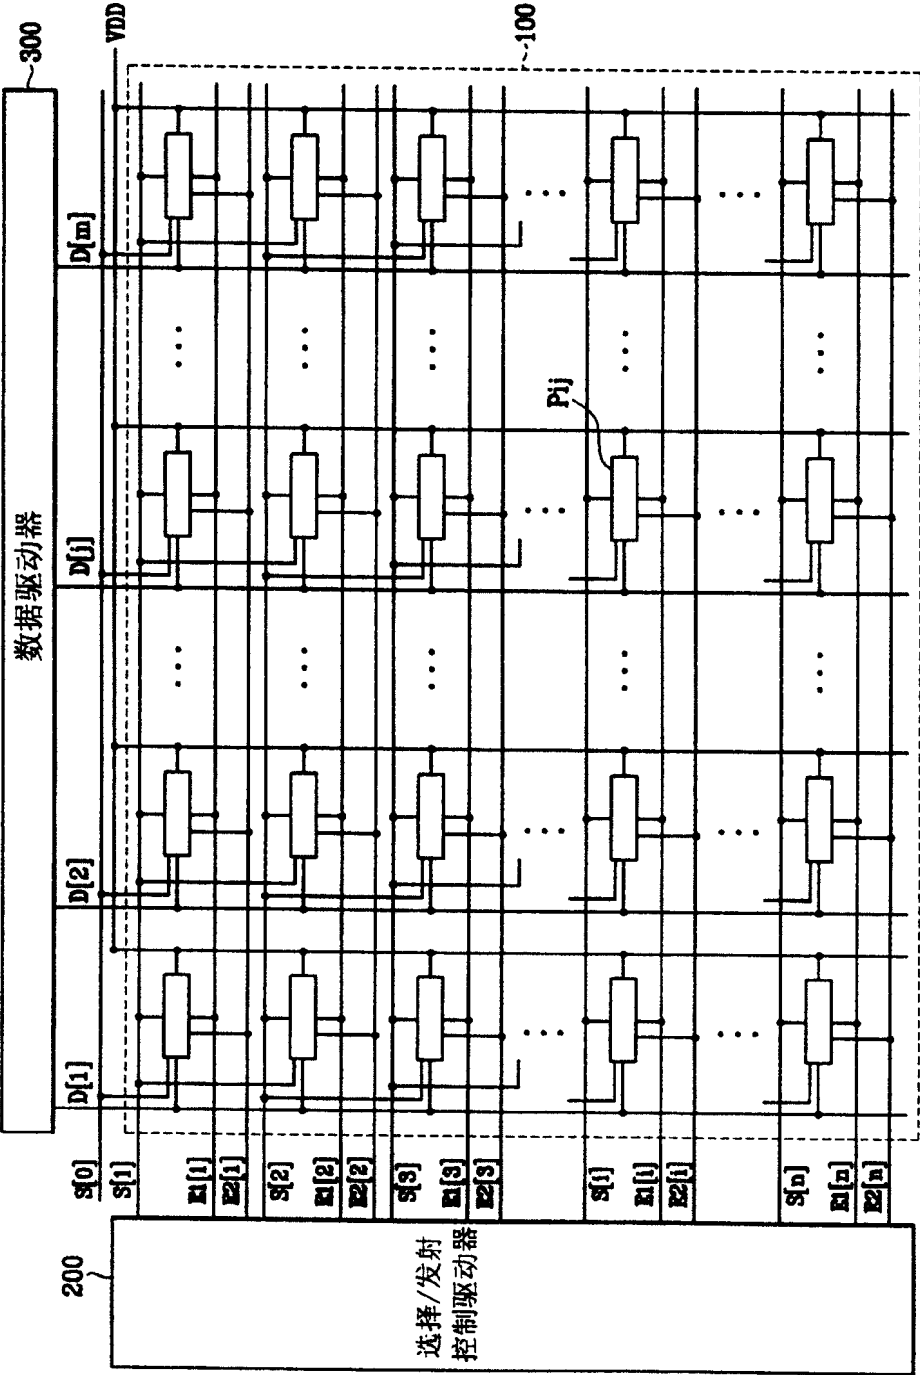 300
数据驱动器
VDD
100
D[1]
D[2]
D[j]
D[m]
Pij
S[0]
S[1]
E1[1]
E2[1]
S[2]
E1[2]
E2[2]
S[3]
E1[3]
E2[3]
S[i]
E1[i]
E2[i]
S[n]
E1[n]
E2[n]
200
选择/发射
控制驱动器